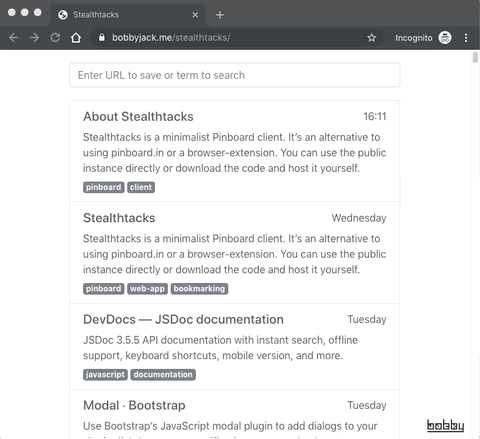 Stealthtacks
bobbyjack.me/stealthtacks/
Incognito
Enter URL to save or term to search
About Stealthtacks 16:11
Stealthtacks is a minimalist Pinboard client. It's an alternative to
using pinboard.in or a browser-extension. You can use the public
instance directly or download the code and host it yourself.
pinboard client
Stealthtacks Wednesday
Stealthtacks is a minimalist Pinboard client. It's an alternative to
using pinboard.in or a browser-extension. You can use the public
instance directly or download the code and host it yourself.
pinboard web-app bookmarking
DevDocs — JSDoc documentation Tuesday
JSDoc 3.5.5 API documentation with instant search, offline
support, keyboard shortcuts, mobile version, and more.
javascript documentation
Modal · Bootstrap Tuesday
Use Bootstrap's JavaScript modal plugin to add dialogs to your
bobby